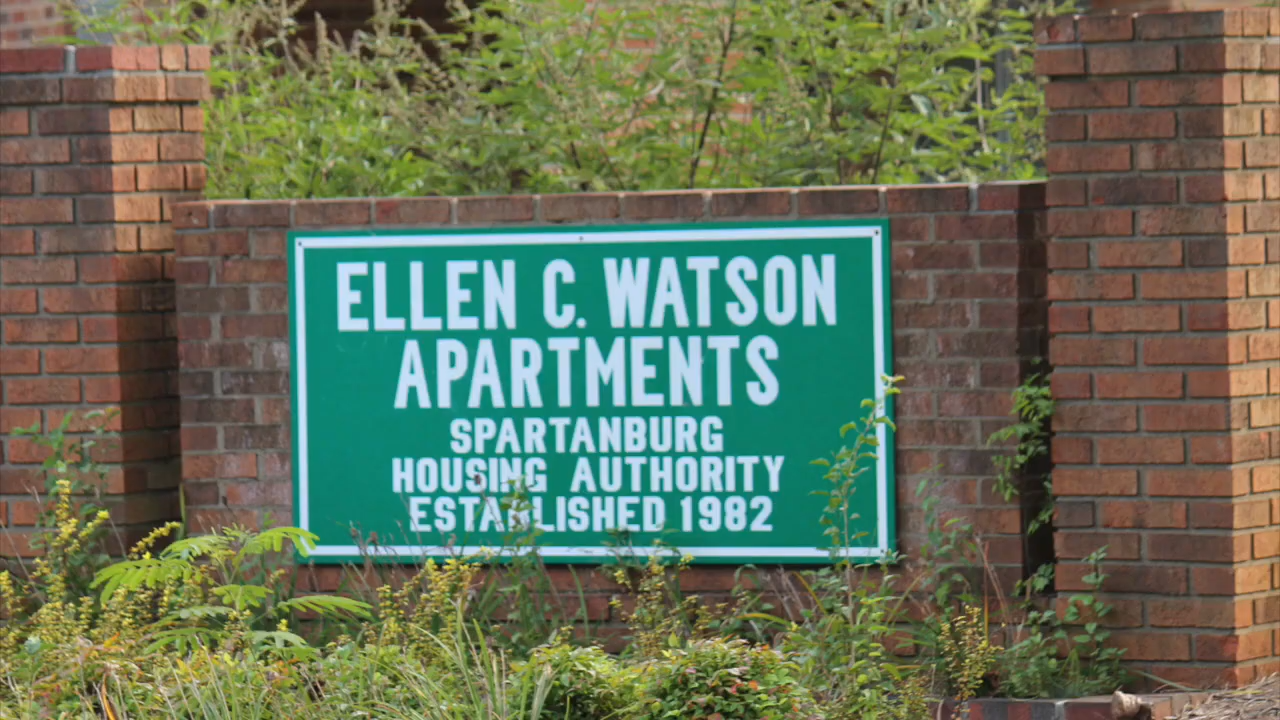 ELLEN C. WATSON
APARTMENTS
SPARTANBURG
HOUSING AUTHORITY
ESTABLISHED 1982